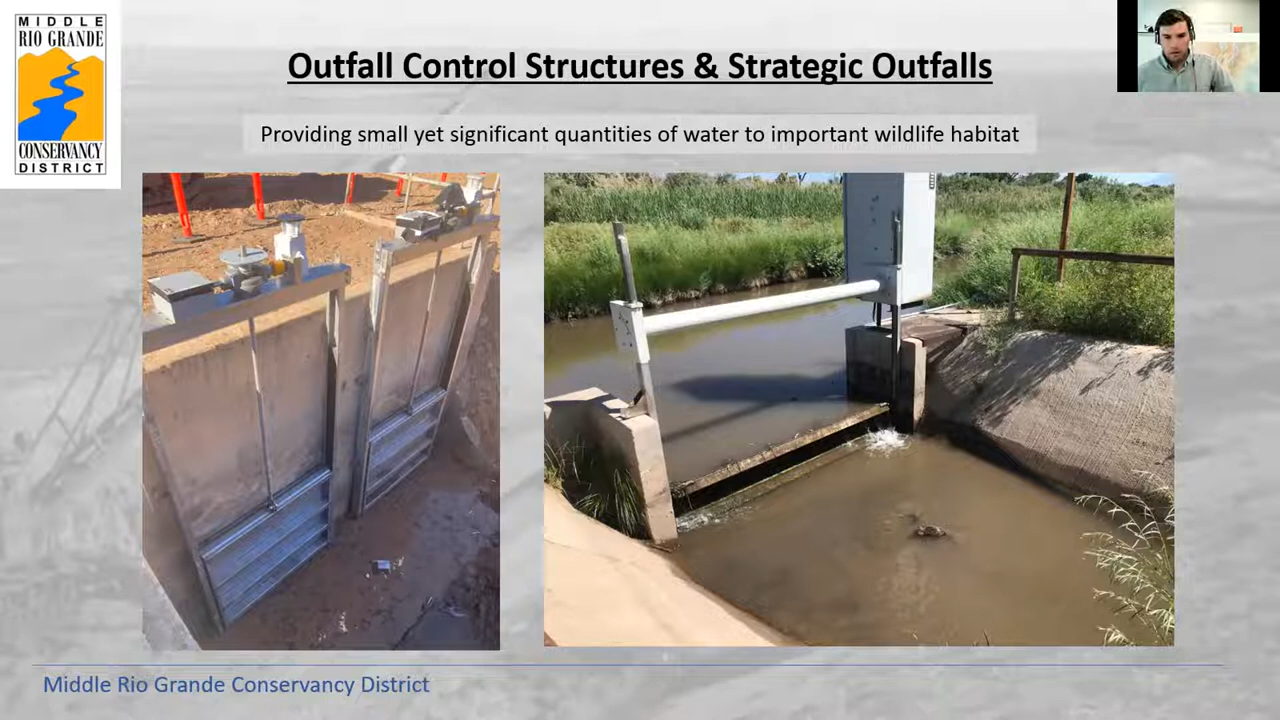 MIDDLE
RIO GRANDE
CONSERVANCY
DISTRICT
Outfall Control Structures & Strategic Outfalls
Providing small yet significant quantities of water to important wildlife habitat
Middle Rio Grande Conservancy District